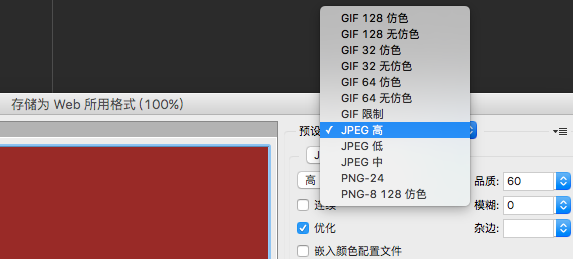 GIF 128 仿色
GIF 128 无仿色
GIF 32 仿色
GIF 32 无仿色
GIF 64 仿色
GIF 64 无仿色
GIF 限制
存储为 Web 所用格式 (100%)
预设
✓ JPEG 高
JPEG 低
JPEG 中
PNG-24
PNG-8 128 仿色
J
高
品质: 60
连续
模糊: 0
优化
杂边:
嵌入颜色配置文件